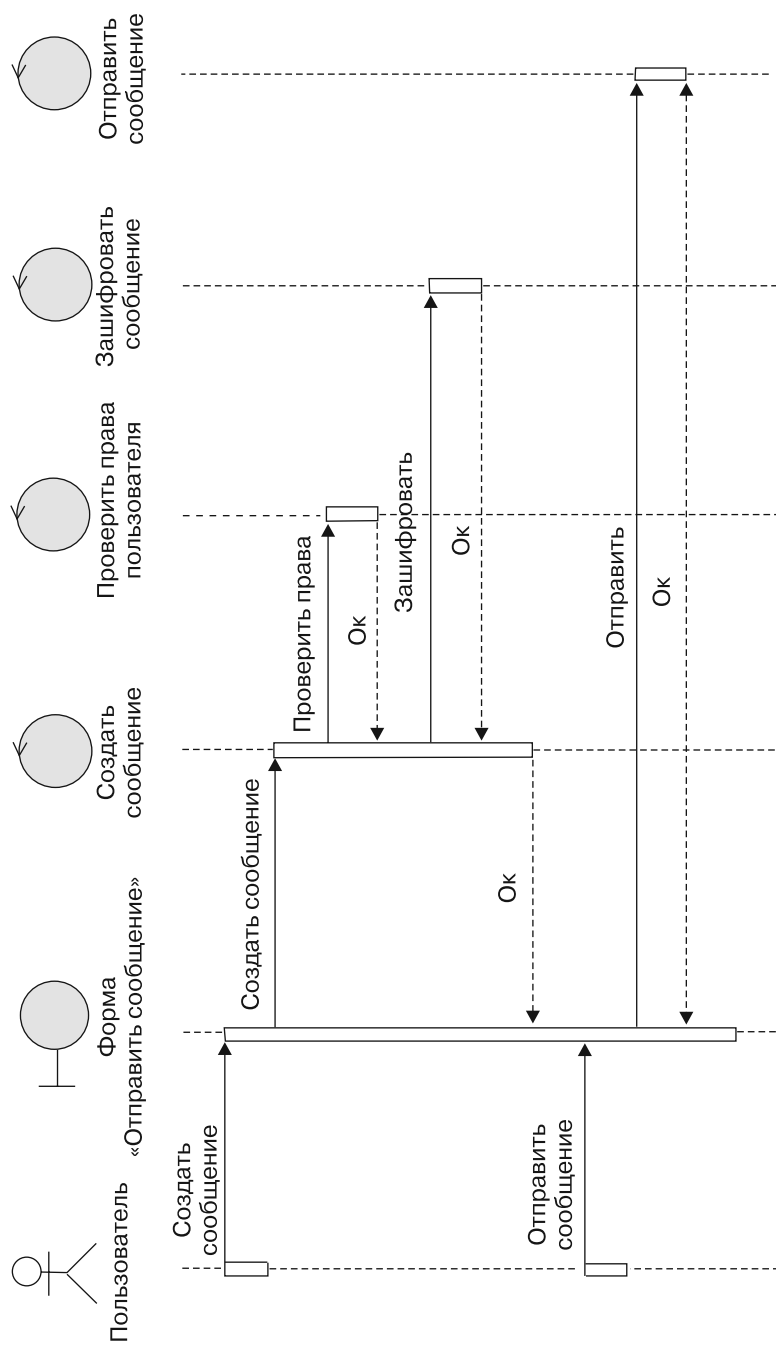 Пользователь
Форма
«Отправить сообщение»
Создать
сообщение
Проверить права
пользователя
Зашифровать
сообщение
Отправить
сообщение
Создать
сообщение
Создать сообщение
Проверить права
Ок
Зашифровать
Ок
Ок
Отправить
сообщение
Отправить
Ок